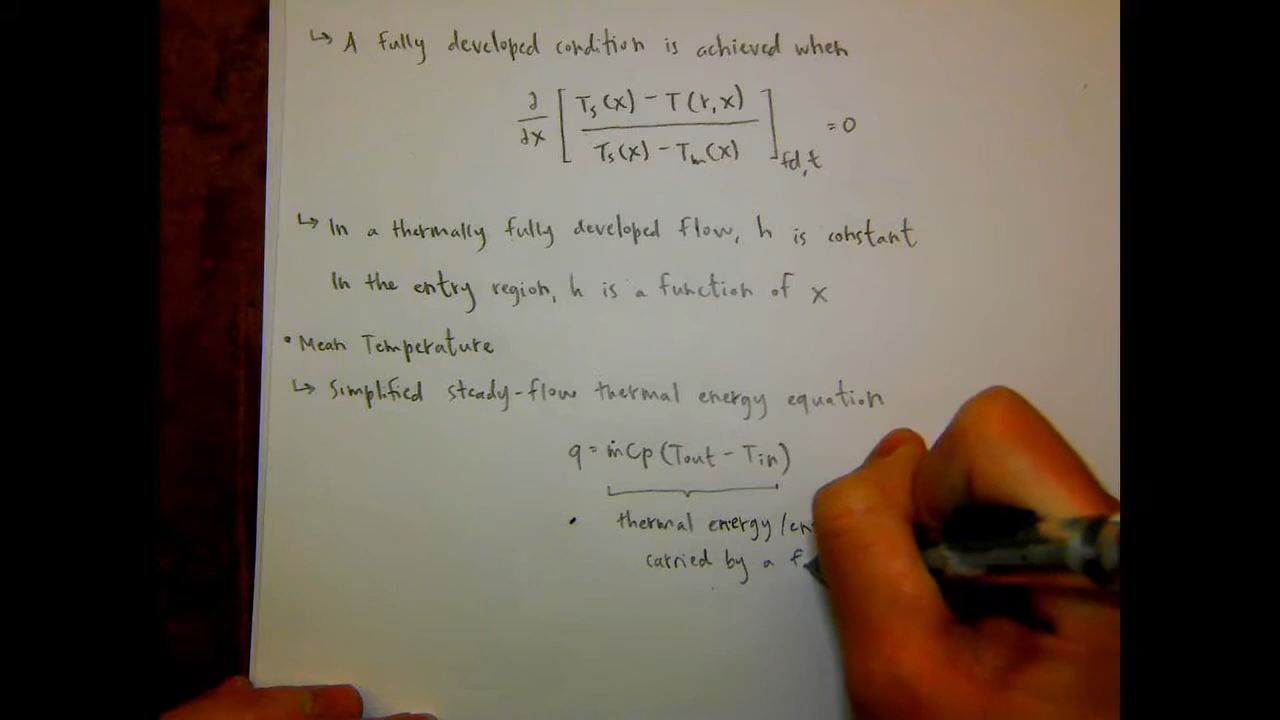 ↳ A fully developed condition is achieved when
∂/∂x [ (Ts(x) - T(r,x)) / (Ts(x) - Tm(x)) ]fd,t = 0
↳ In a thermally fully developed flow, h is constant
In the entry region, h is a function of x
• Mean Temperature
↳ Simplified steady-flow thermal energy equation
q = ṁCp(Tout - Tin)
• thermal energy/en
carried by a f